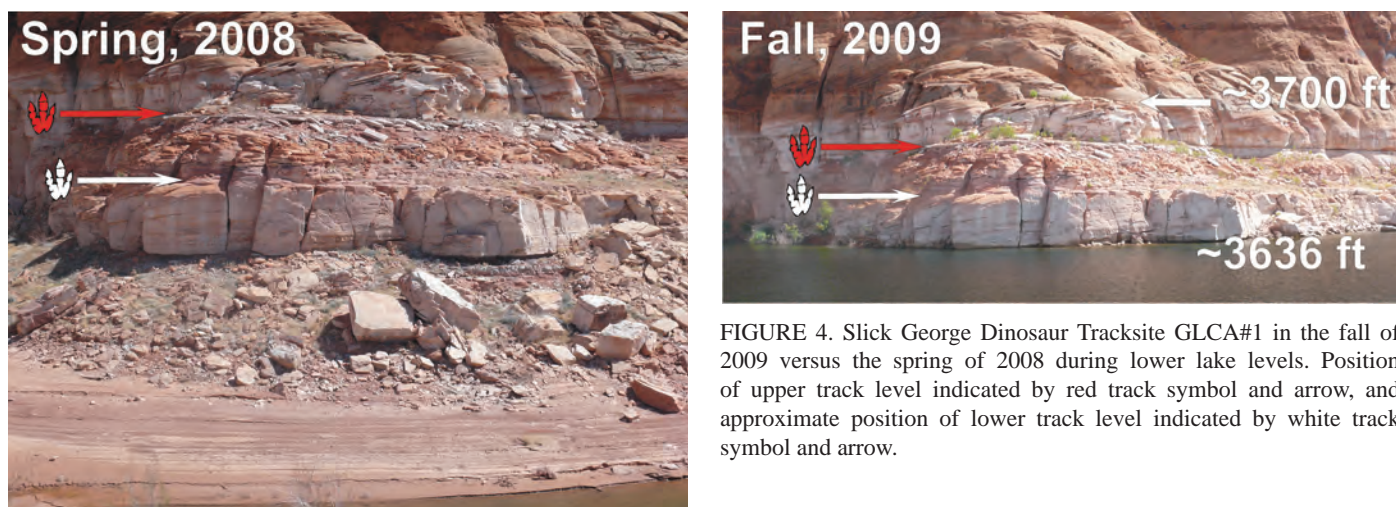 Spring, 2008
Fall, 2009
~3700 ft
~3636 ft
FIGURE 4. Slick George Dinosaur Tracksite GLCA#1 in the fall of
2009 versus the spring of 2008 during lower lake levels. Position
of upper track level indicated by red track symbol and arrow, and
approximate position of lower track level indicated by white track
symbol and arrow.